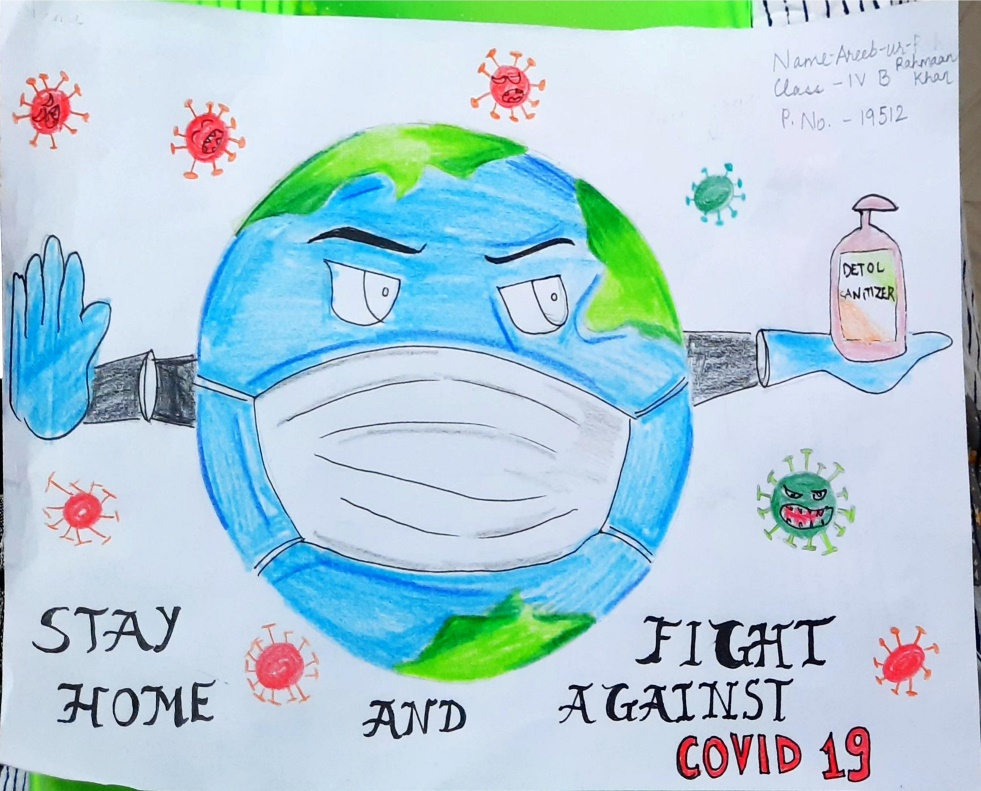 Name-Areeb-ur-
Rahmaan
Class - IV B Khan
P. No. - 19512
DETOL
SANITIZER
STAY
HOME
AND
FIGHT
AGAINST
COVID 19